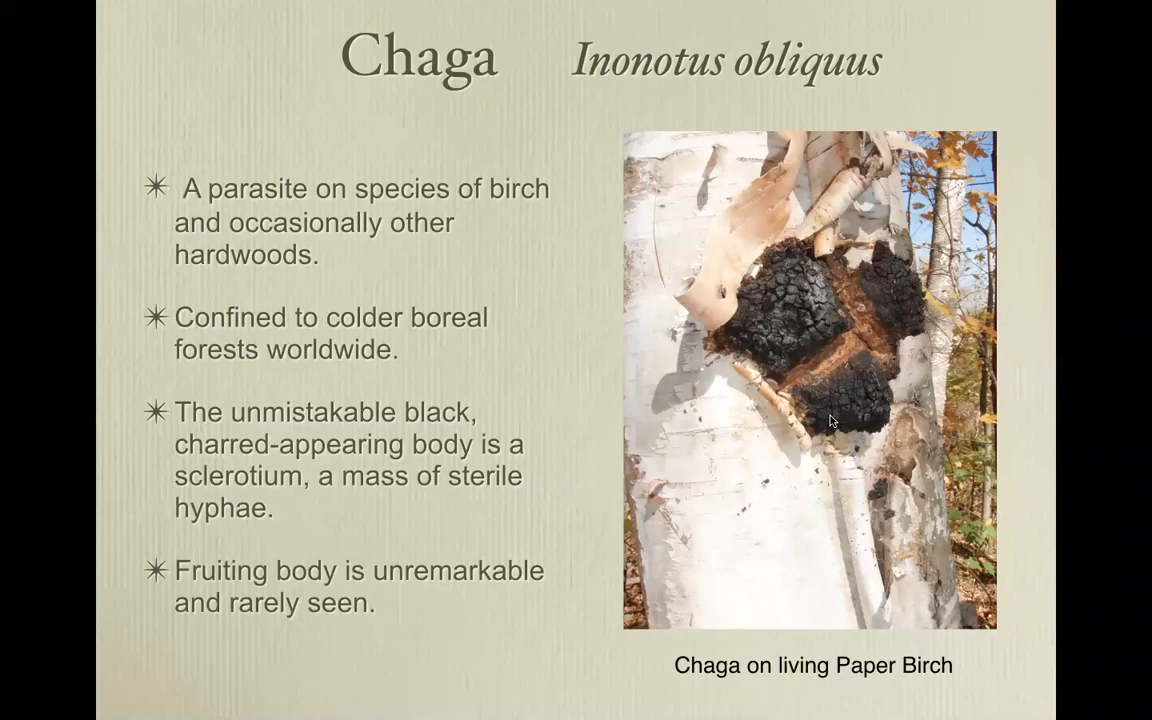 Chaga Inonotus obliquus
A parasite on species of birch
and occasionally other
hardwoods.
Confined to colder boreal
forests worldwide.
The unmistakable black,
charred-appearing body is a
sclerotium, a mass of sterile
hyphae.
Fruiting body is unremarkable
and rarely seen.
Chaga on living Paper Birch